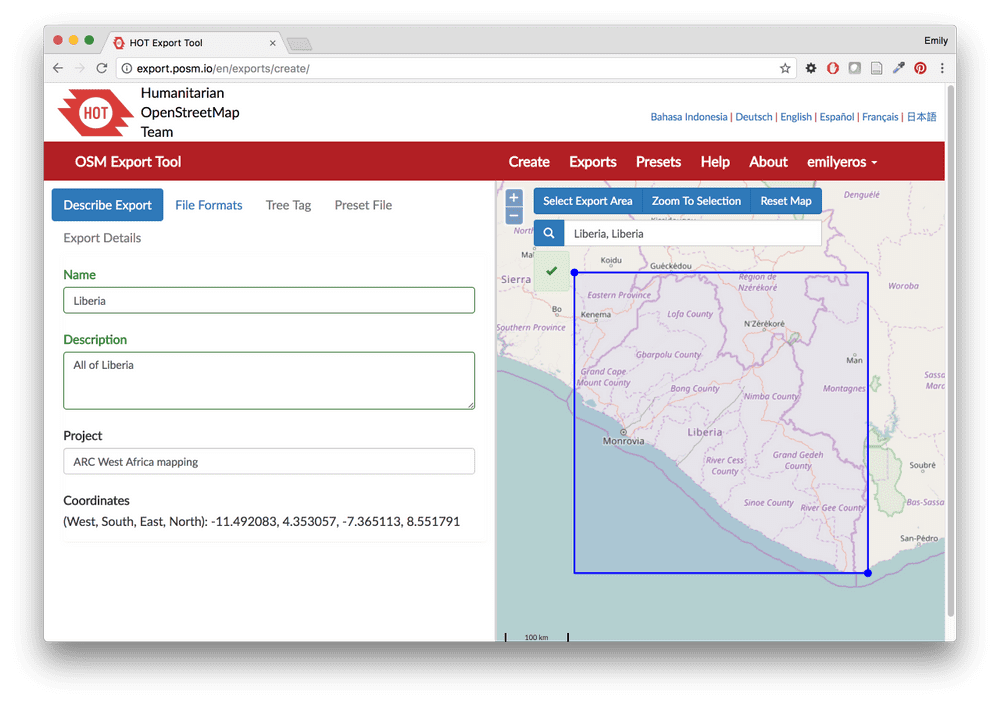 HOT Export Tool
Emily
export.posm.io/en/exports/create/
HOT
Humanitarian
OpenStreetMap
Team
Bahasa Indonesia | Deutsch | English | Español | Français | 日本語
OSM Export Tool
Create
Exports
Presets
Help
About
emilyeros
Describe Export
File Formats
Tree Tag
Preset File
Export Details
Name
Liberia
Description
All of Liberia
Project
ARC West Africa mapping
Coordinates
(West, South, East, North): -11.492083, 4.353057, -7.365113, 8.551791
+
−
Select Export Area
Zoom To Selection
Reset Map
Liberia, Liberia
Denguélé
Koidu
Guéckédou
Sierra
Région de
Nzérékoré
Woroba
Eastern Province
Bo
Kenema
Lofa County
Southern Province
N'Zérékoré
Gbarpolu County
Man
Grand Cape
Mount County
Bong County
Nimba County
Montagnes
Monrovia
Liberia
River Cess
County
Grand Gedeh
County
Soubré
Sinoe County
River Gee County
Bas-Sassa
San-Pédro
100 km